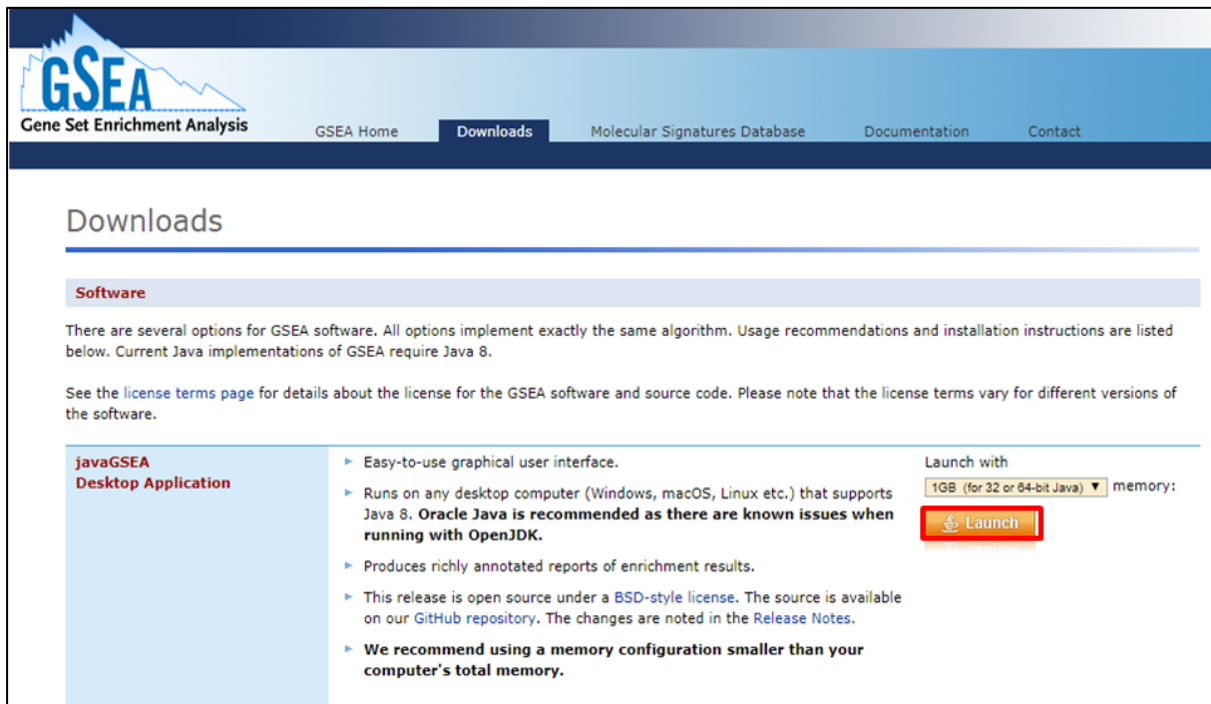 GSEA
Gene Set Enrichment Analysis
GSEA Home Downloads Molecular Signatures Database Documentation Contact
Downloads
Software
There are several options for GSEA software. All options implement exactly the same algorithm. Usage recommendations and installation instructions are listed
below. Current Java implementations of GSEA require Java 8.
See the license terms page for details about the license for the GSEA software and source code. Please note that the license terms vary for different versions of
the software.
javaGSEA
Desktop Application
Easy-to-use graphical user interface.
Runs on any desktop computer (Windows, macOS, Linux etc.) that supports
Java 8. Oracle Java is recommended as there are known issues when
running with OpenJDK.
Produces richly annotated reports of enrichment results.
This release is open source under a BSD-style license. The source is available
on our GitHub repository. The changes are noted in the Release Notes.
We recommend using a memory configuration smaller than your
computer's total memory.
Launch with
1GB (for 32 or 64-bit Java) memory:
Launch